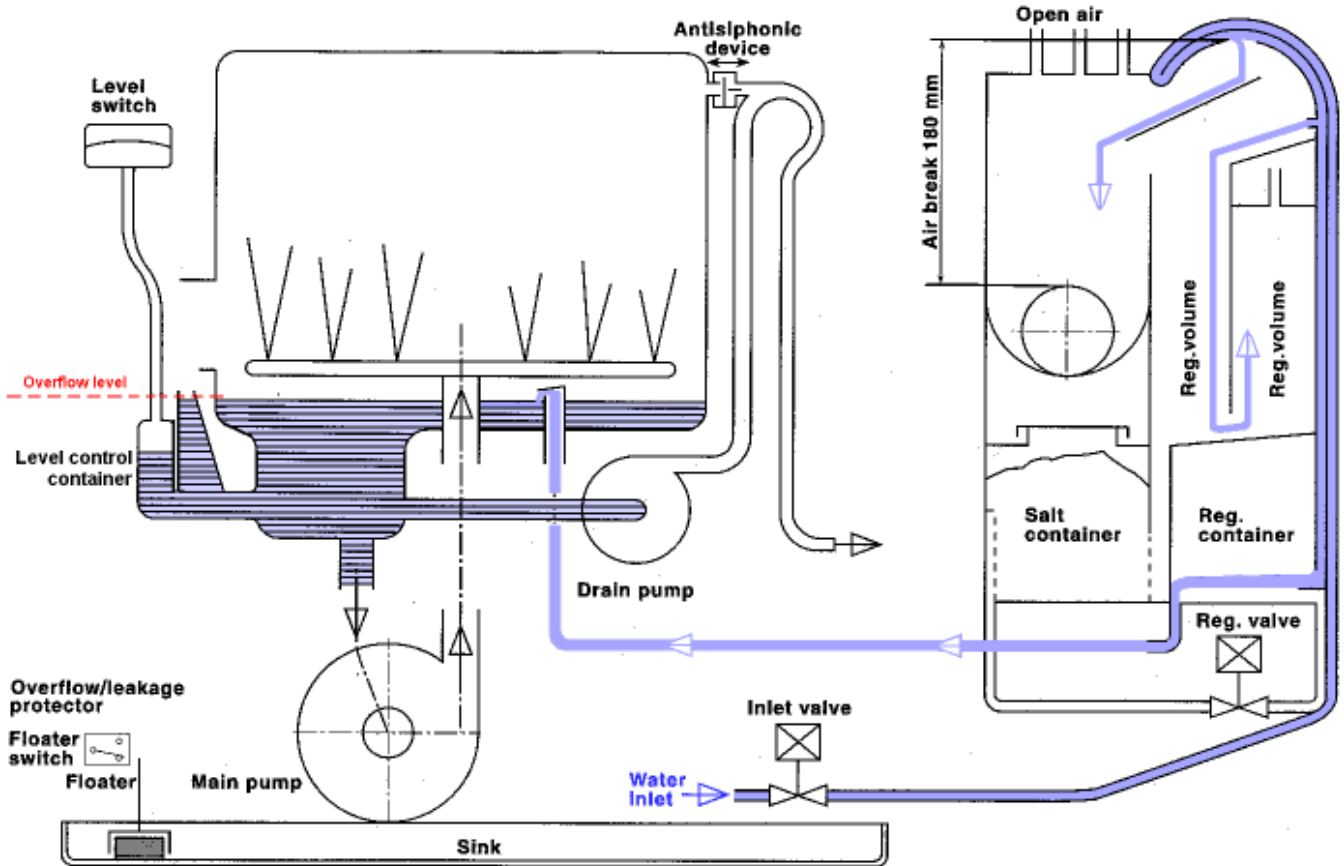 Open air
Antisiphonic
device
Level
switch
Air break 180 mm
Reg.volume
Reg.volume
Overflow level
Level control
container
Salt
container
Reg.
container
Drain pump
Reg. valve
Overflow/leakage
protector
Inlet valve
Floater
switch
Floater
Main pump
Water
Inlet
Sink